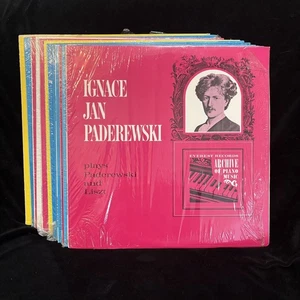 IGNACE
JAN
PADEREWSKI
plays
Paderewski
and
Liszt
EVEREST RECORDS
ARCHIVE
OF PIANO
MUSIC